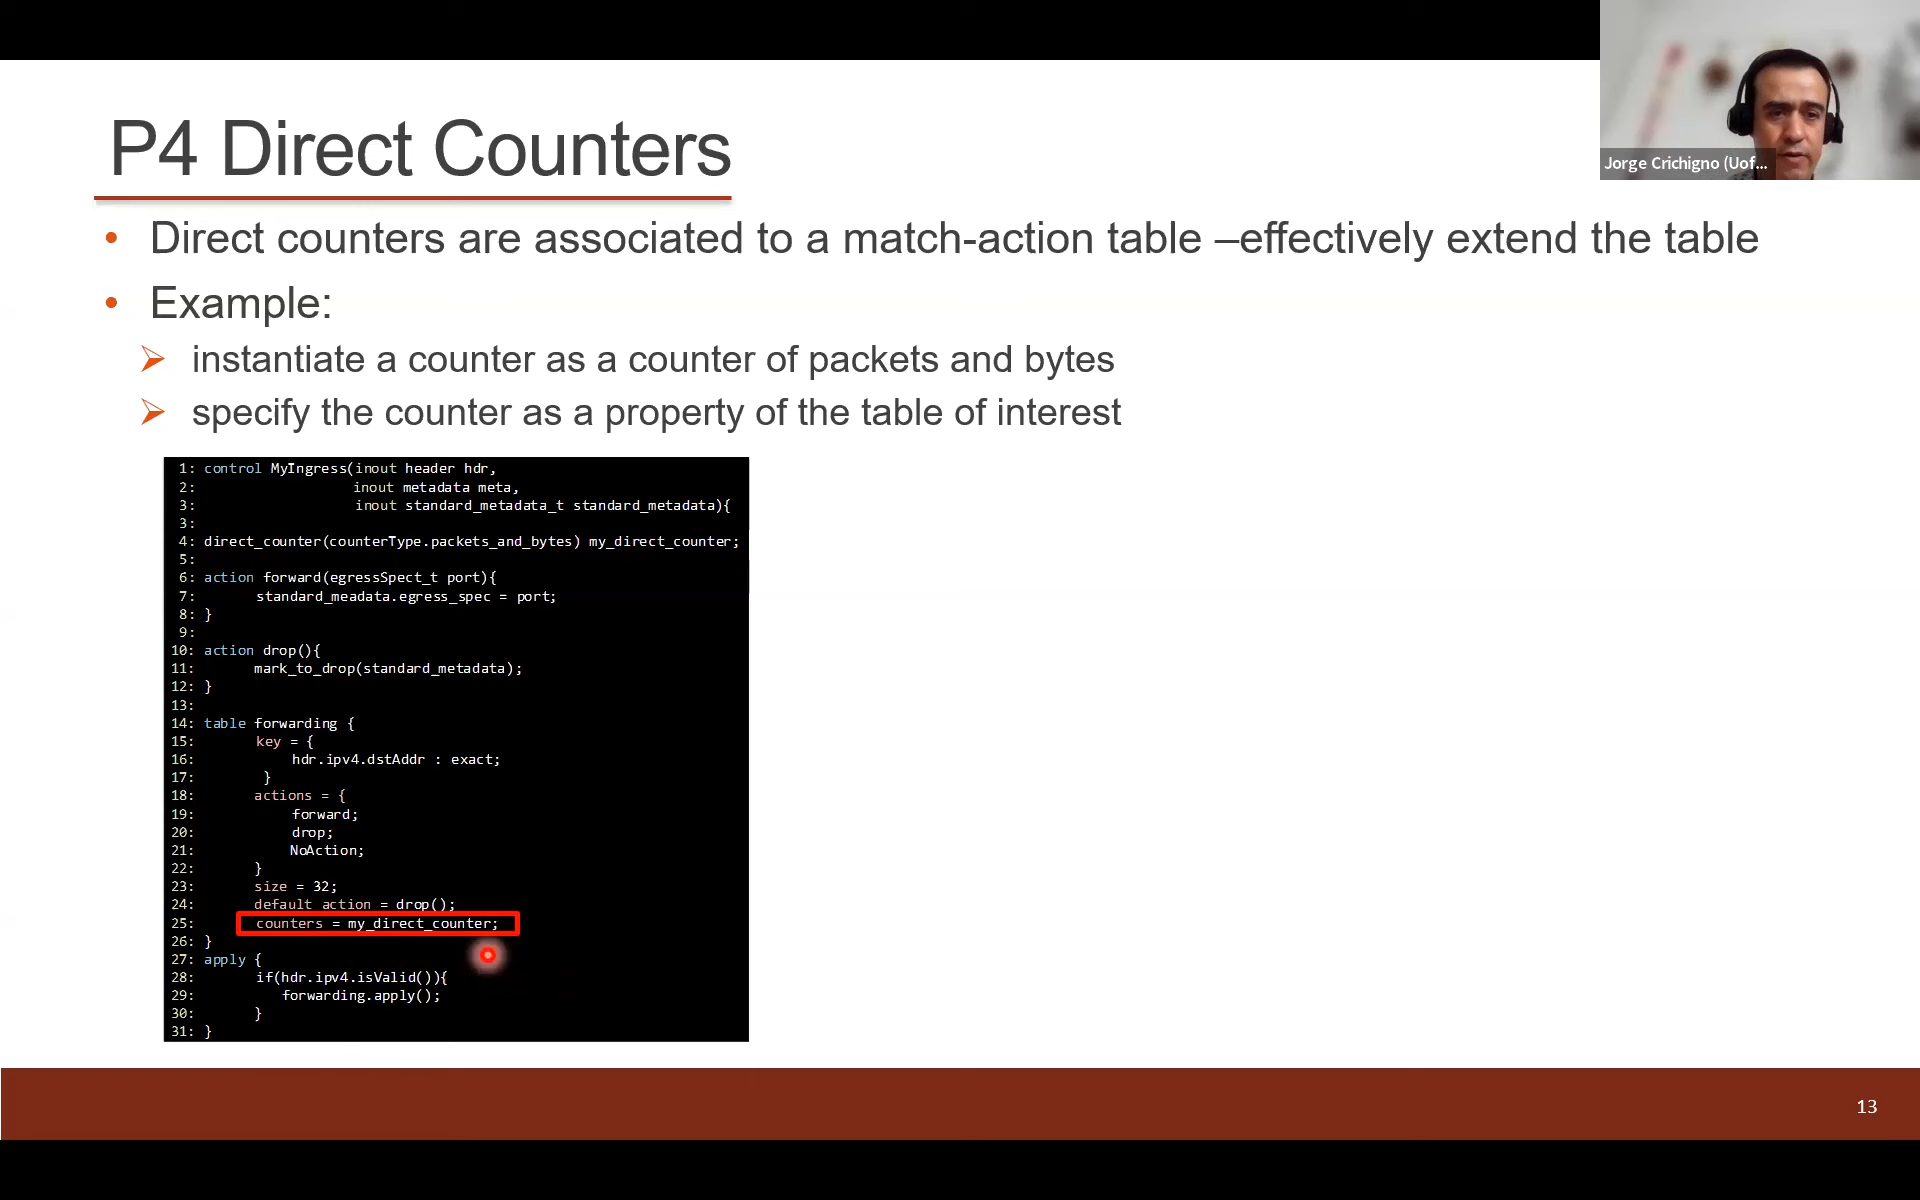 P4 Direct Counters
Jorge Crichigno (Uof...
• Direct counters are associated to a match-action table –effectively extend the table
• Example:
➢ instantiate a counter as a counter of packets and bytes
➢ specify the counter as a property of the table of interest
1: control MyIngress(inout header hdr,
2: inout metadata meta,
3: inout standard_metadata_t standard_metadata){
3:
4: direct_counter(counterType.packets_and_bytes) my_direct_counter;
5:
6: action forward(egressSpect_t port){
7: standard_meadata.egress_spec = port;
8: }
9:
10: action drop(){
11: mark_to_drop(standard_metadata);
12: }
13:
14: table forwarding {
15: key = {
16: hdr.ipv4.dstAddr : exact;
17: }
18: actions = {
19: forward;
20: drop;
21: NoAction;
22: }
23: size = 32;
24: default_action = drop();
25: counters = my_direct_counter;
26: }
27: apply {
28: if(hdr.ipv4.isValid()){
29: forwarding.apply();
30: }
31: }
13